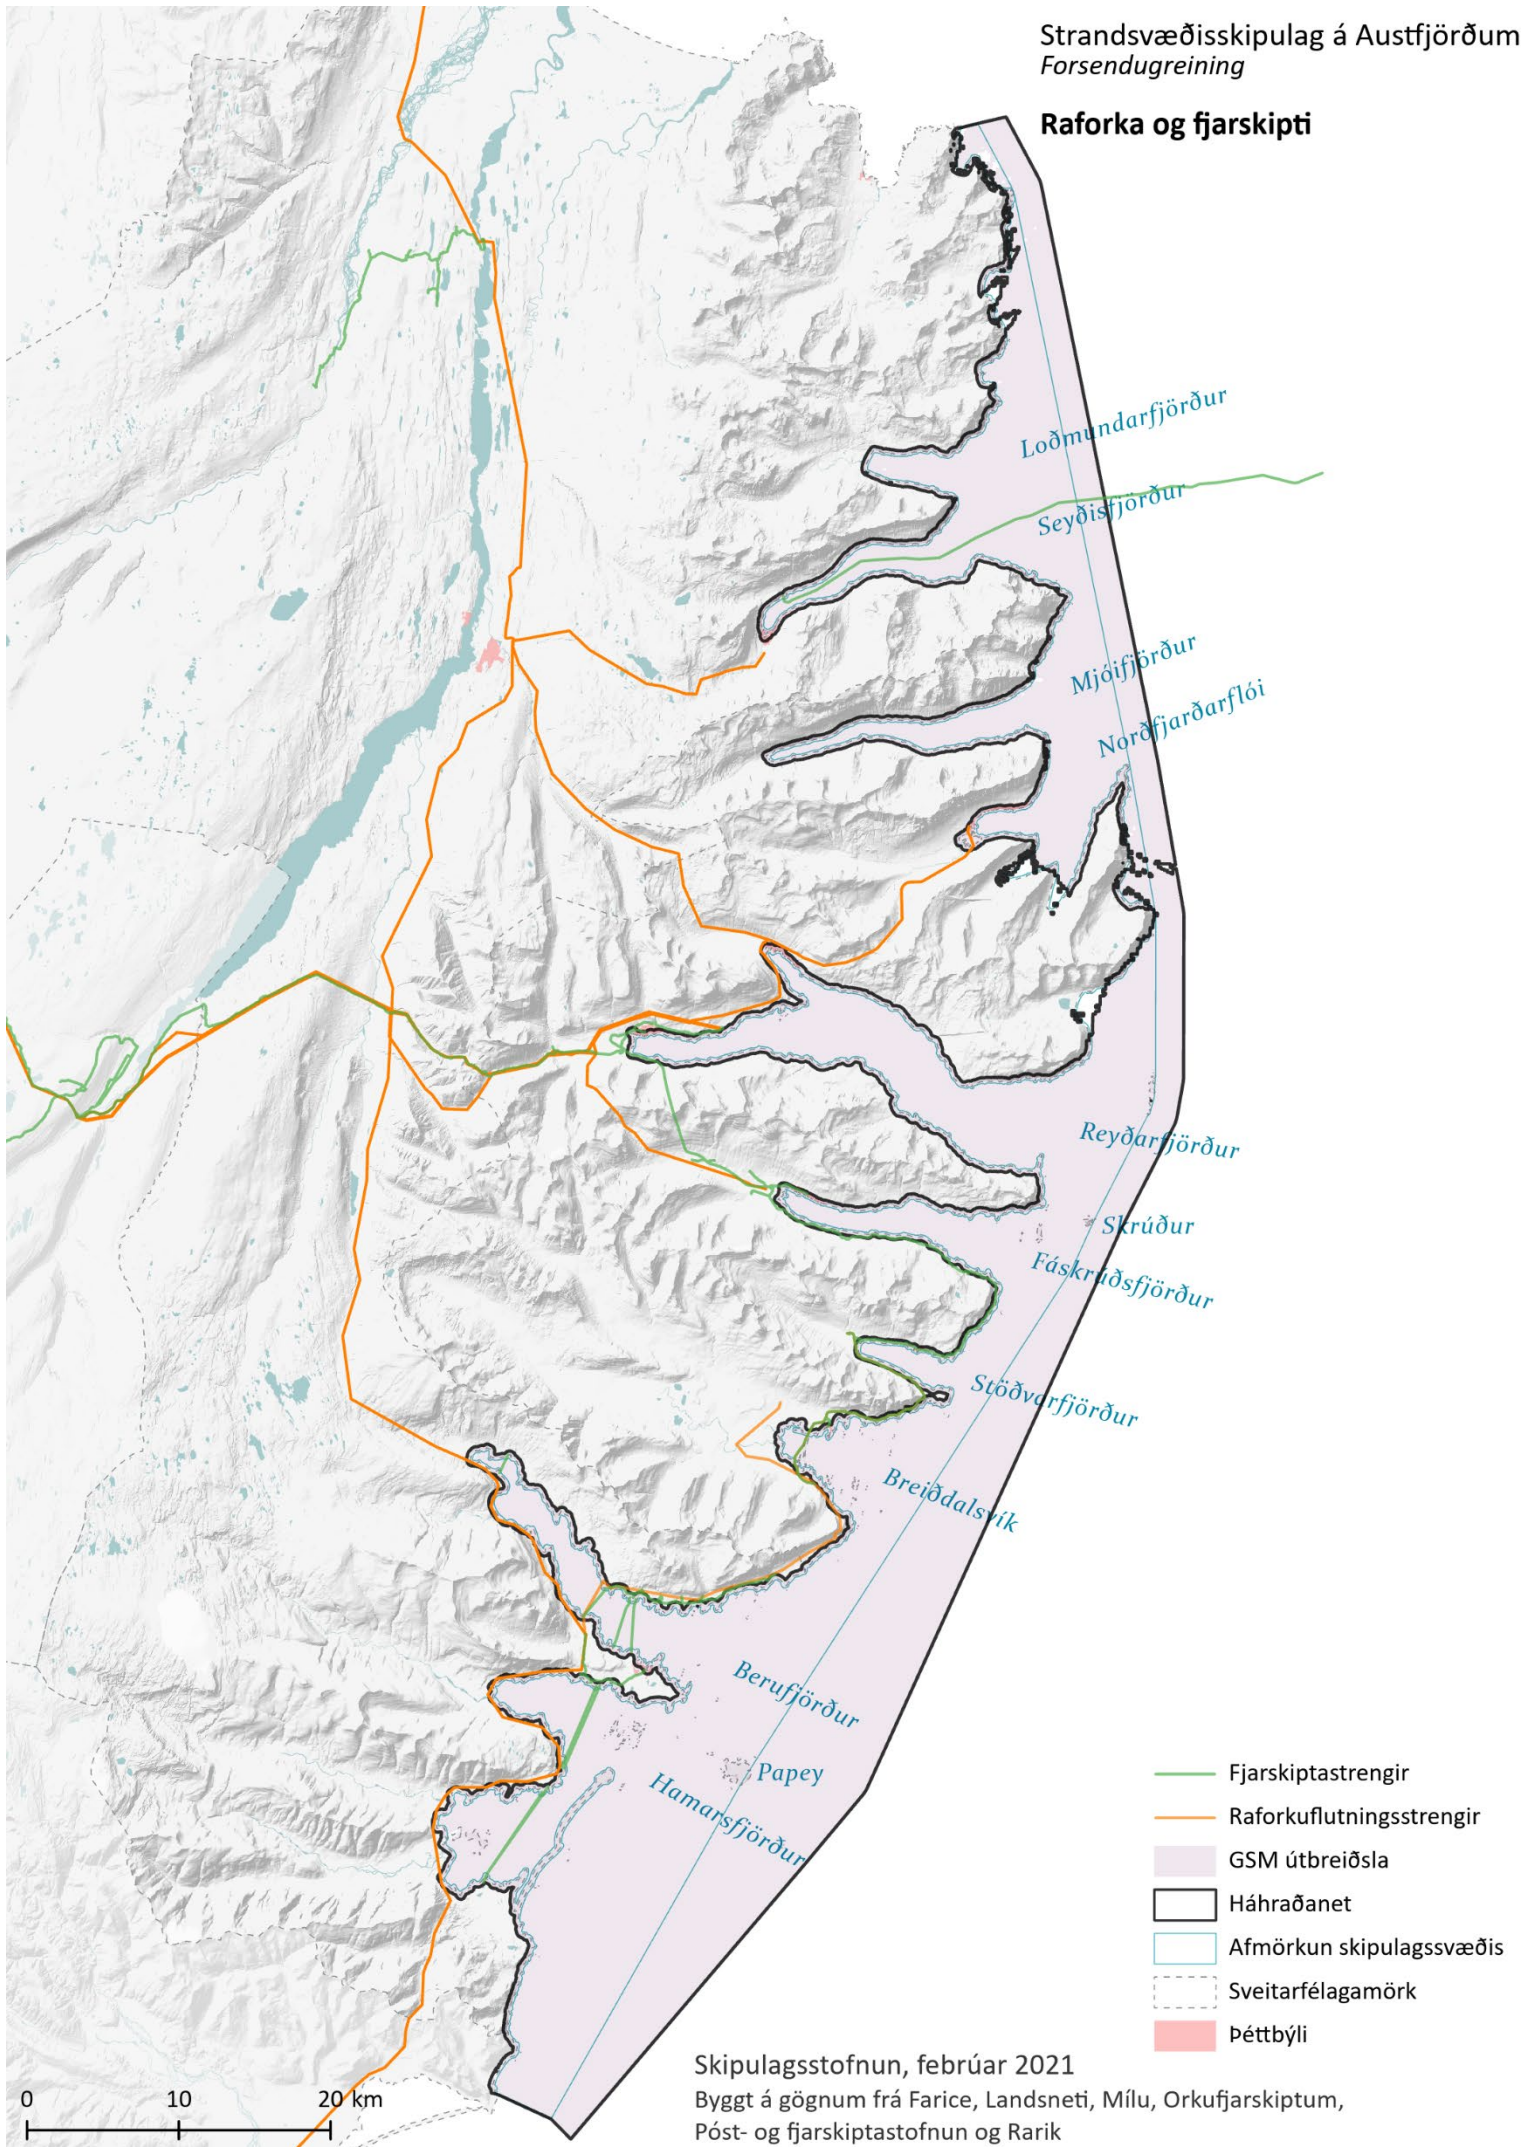 Strandsvæðisskipulag á Austfjörðum
Forsendugreining
Raforka og fjarskipti
Loðmundarfjörður
Seyðisfjörður
Mjóifjörður
Norðfjarðarflói
Reyðarfjörður
Skrúður
Fáskrúðsfjörður
Stöðvarfjörður
Breiðdalsvík
Berufjörður
Papey
Hamarsfjörður
Fjarskiptastrengir
Raforkuflutningsstrengir
GSM útbreiðsla
Háhraðanet
Afmörkun skipulagssvæðis
Sveitarfélagamörk
Þéttbýli
Skipulagsstofnun, febrúar 2021
Byggt á gögnum frá Farice, Landsneti, Mílu, Orkufjarskiptum,
Póst- og fjarskiptastofnun og Rarik
0 10 20 km